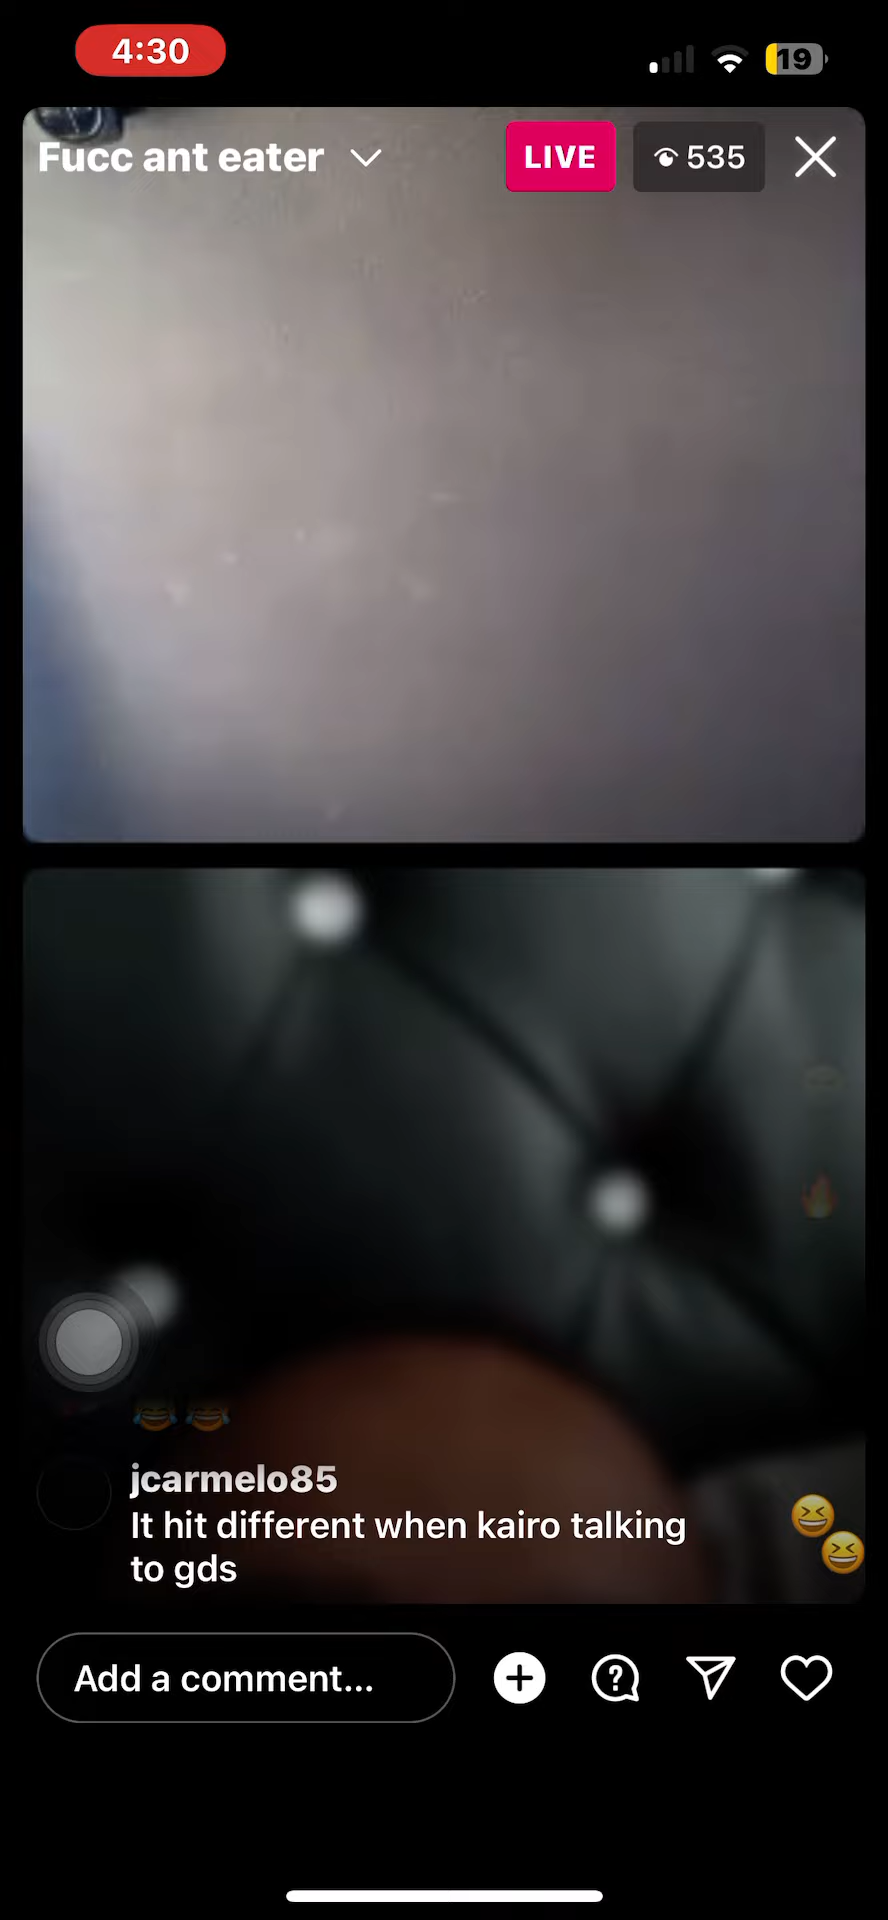 4:30
19
Fucc ant eater
LIVE
535
jcarmelo85
It hit different when kairo talking
to gds
Add a comment...